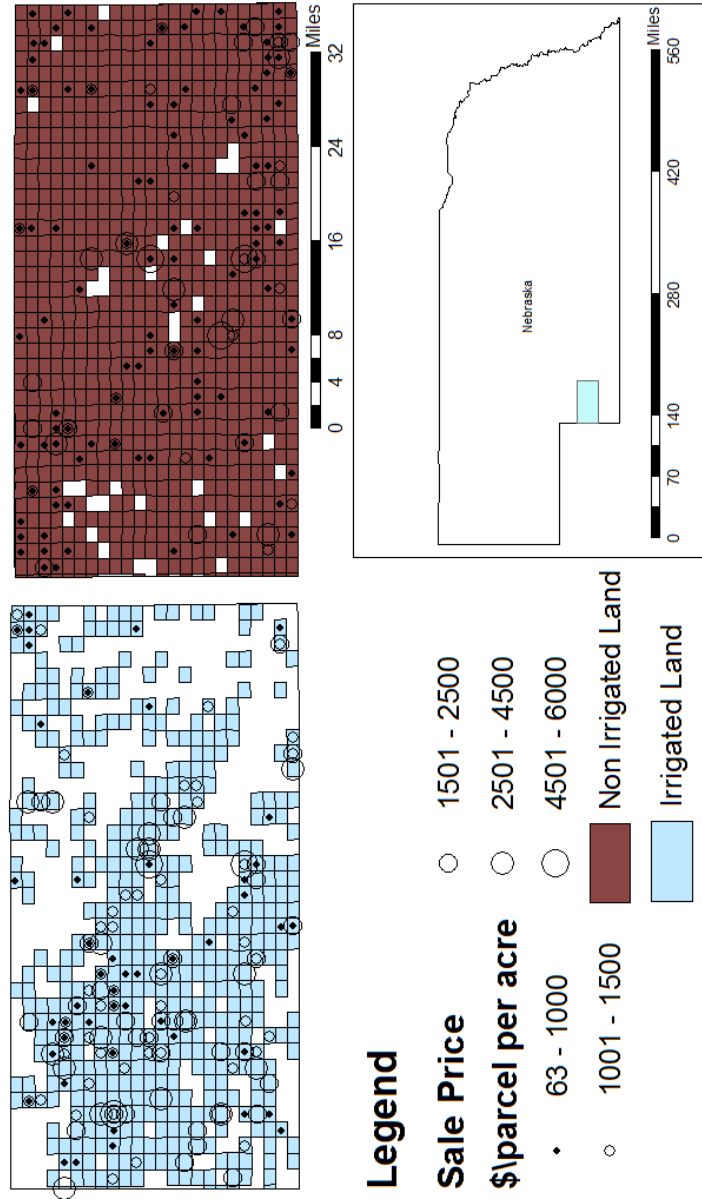 Miles
0 4 8 16 24 32
Nebraska
Miles
0 70 140 280 420 560
Legend
Sale Price
$\parcel per acre
63 - 1000
1001 - 1500
1501 - 2500
2501 - 4500
4501 - 6000
Non Irrigated Land
Irrigated Land